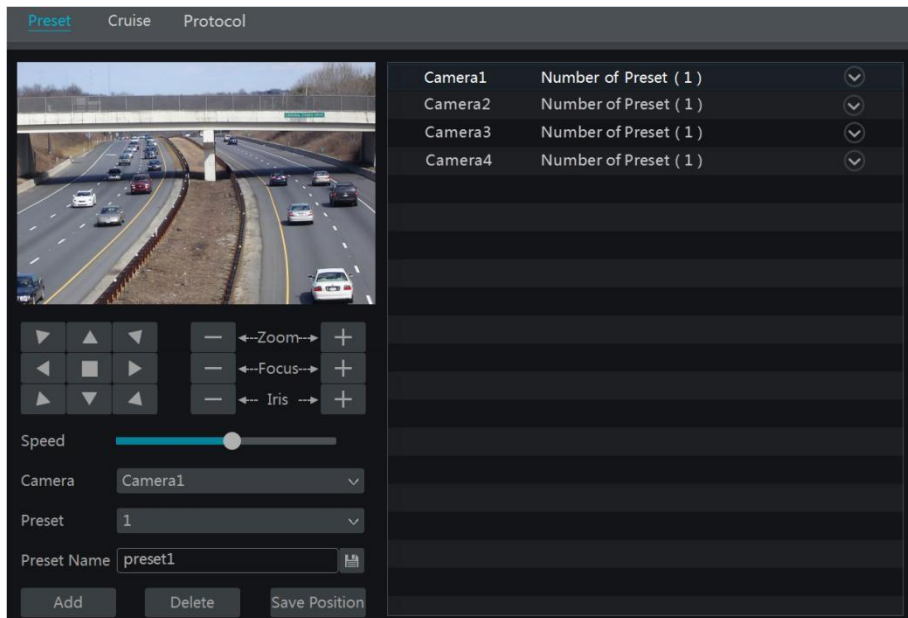 Preset Cruise Protocol
Camera1 Number of Preset ( 1 )
Camera2 Number of Preset ( 1 )
Camera3 Number of Preset ( 1 )
Camera4 Number of Preset ( 1 )
Zoom
Focus
Iris
Speed
Camera Camera1
Preset 1
Preset Name preset1
Add Delete Save Position